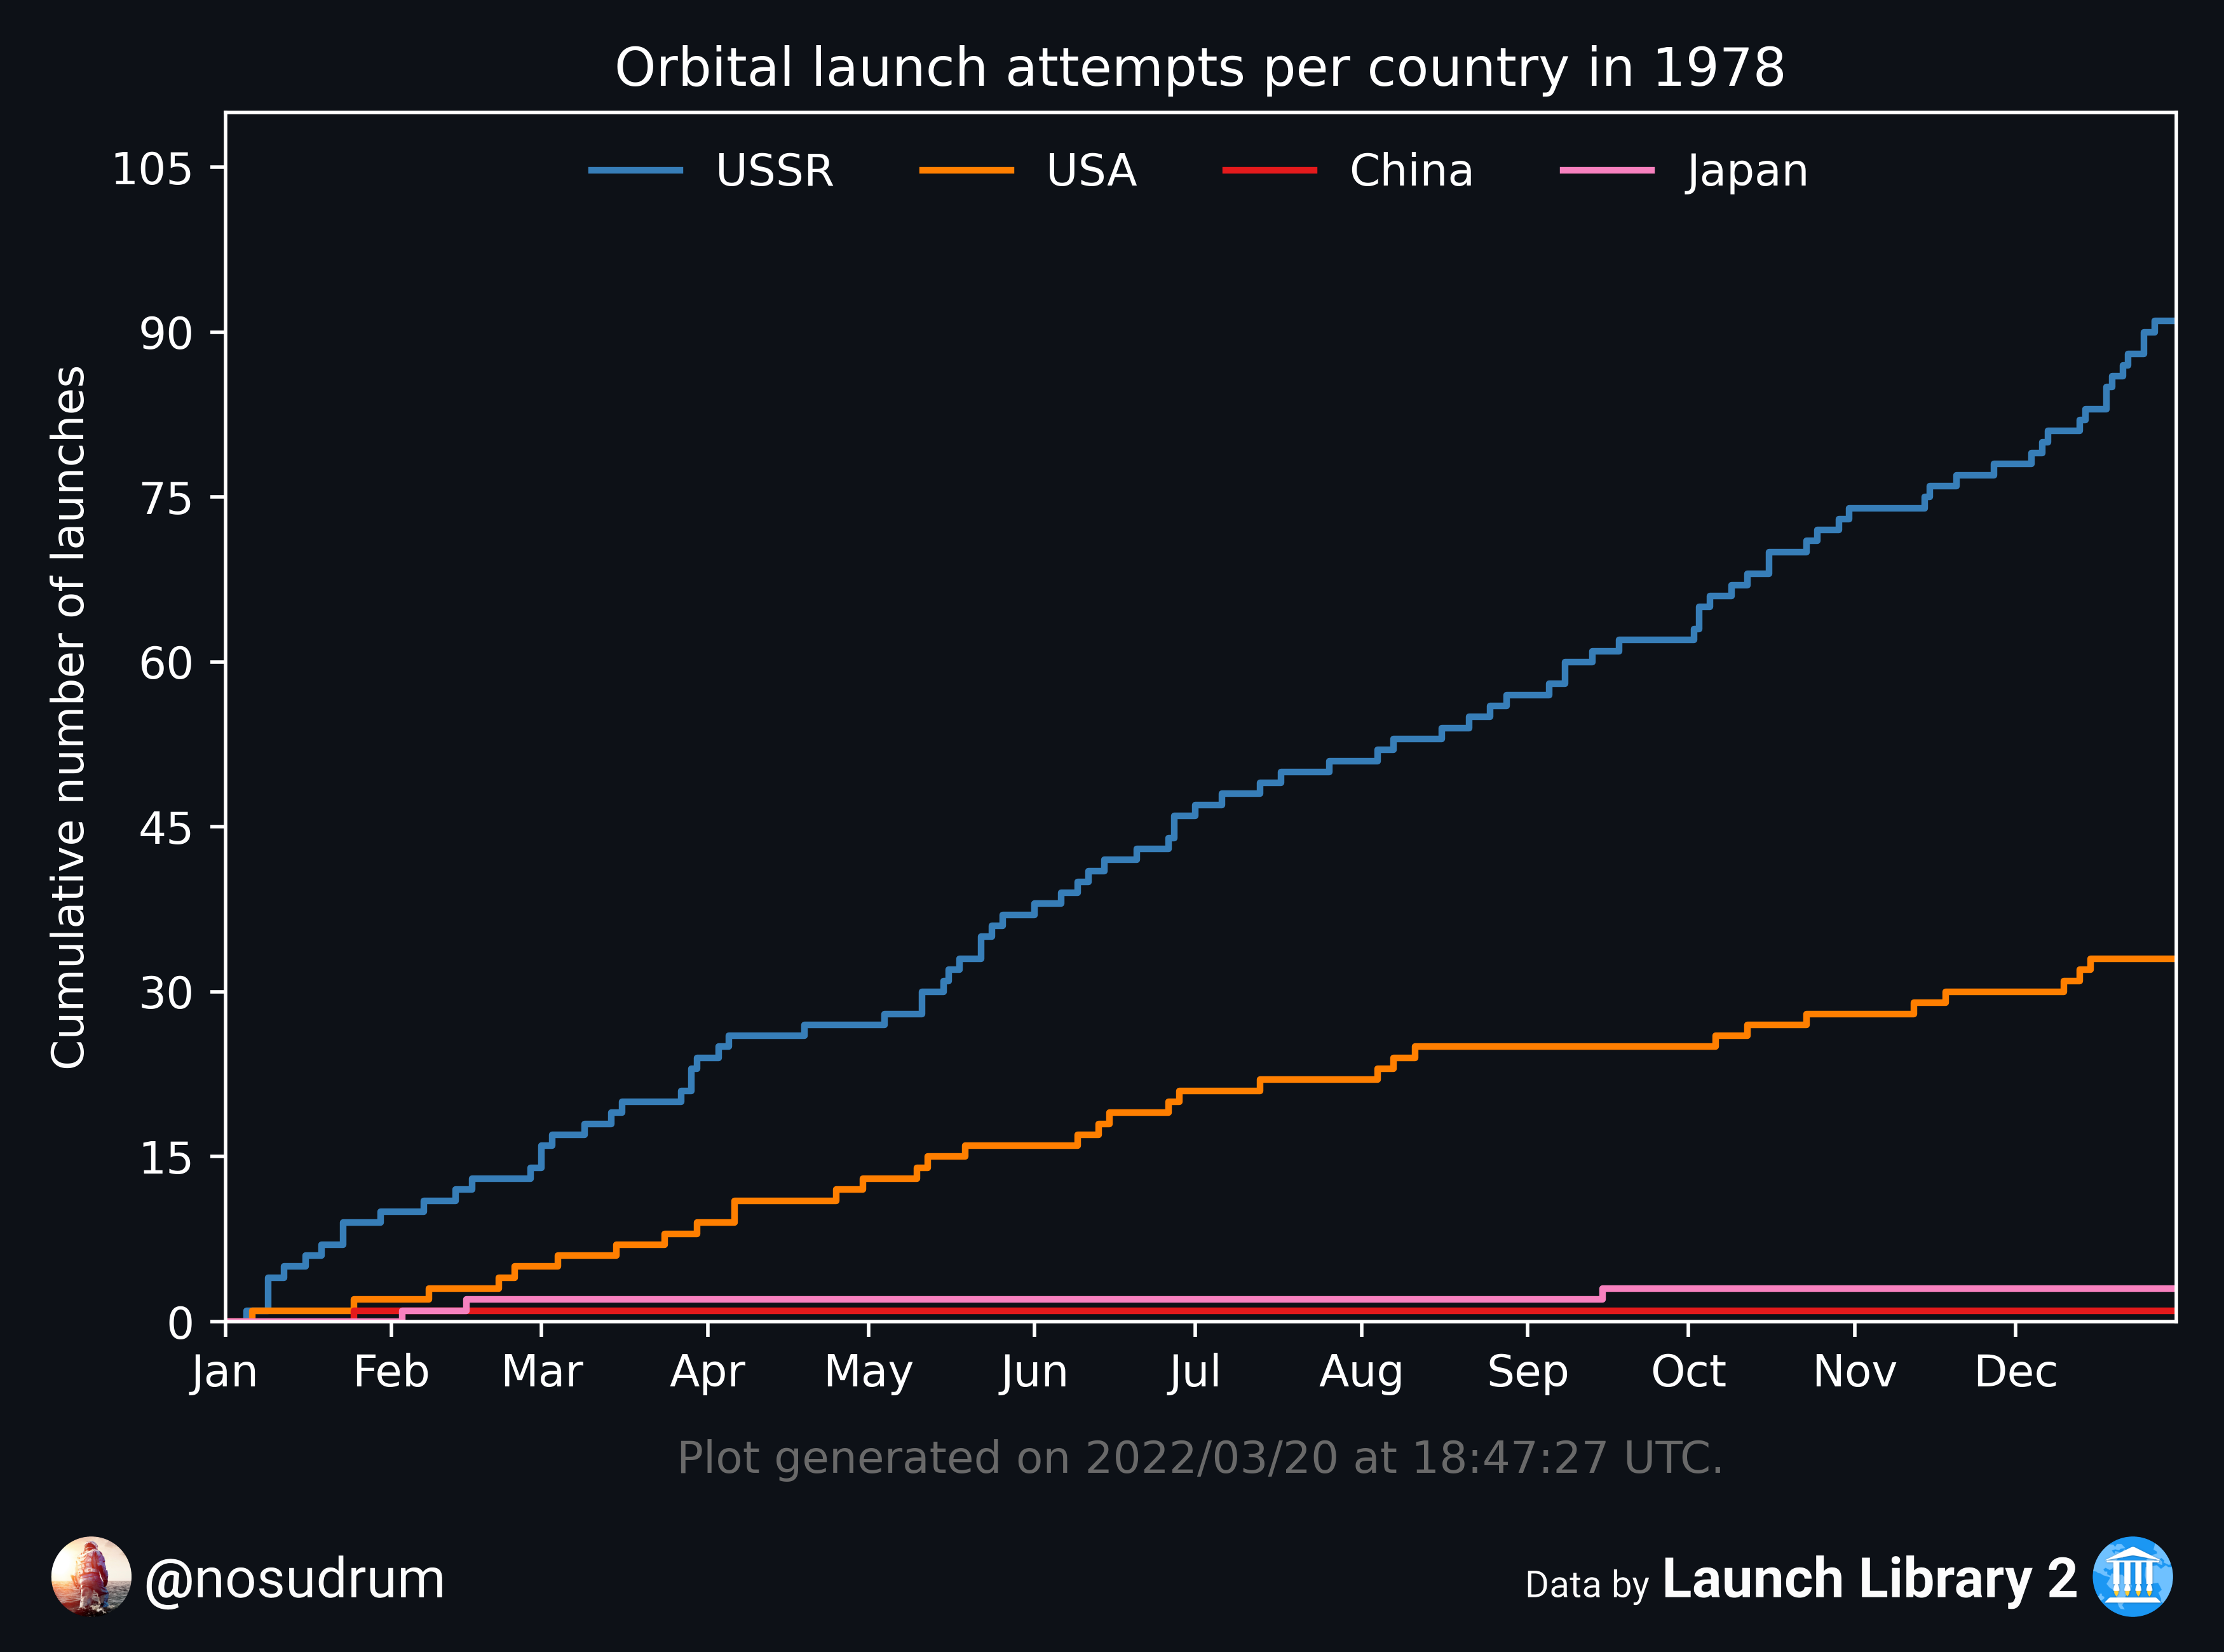 Orbital launch attempts per country in 1978
USSR USA China Japan
Cumulative number of launches
105
90
75
60
45
30
15
0
Jan Feb Mar Apr May Jun Jul Aug Sep Oct Nov Dec
Plot generated on 2022/03/20 at 18:47:27 UTC.
@nosudrum
Data by Launch Library 2